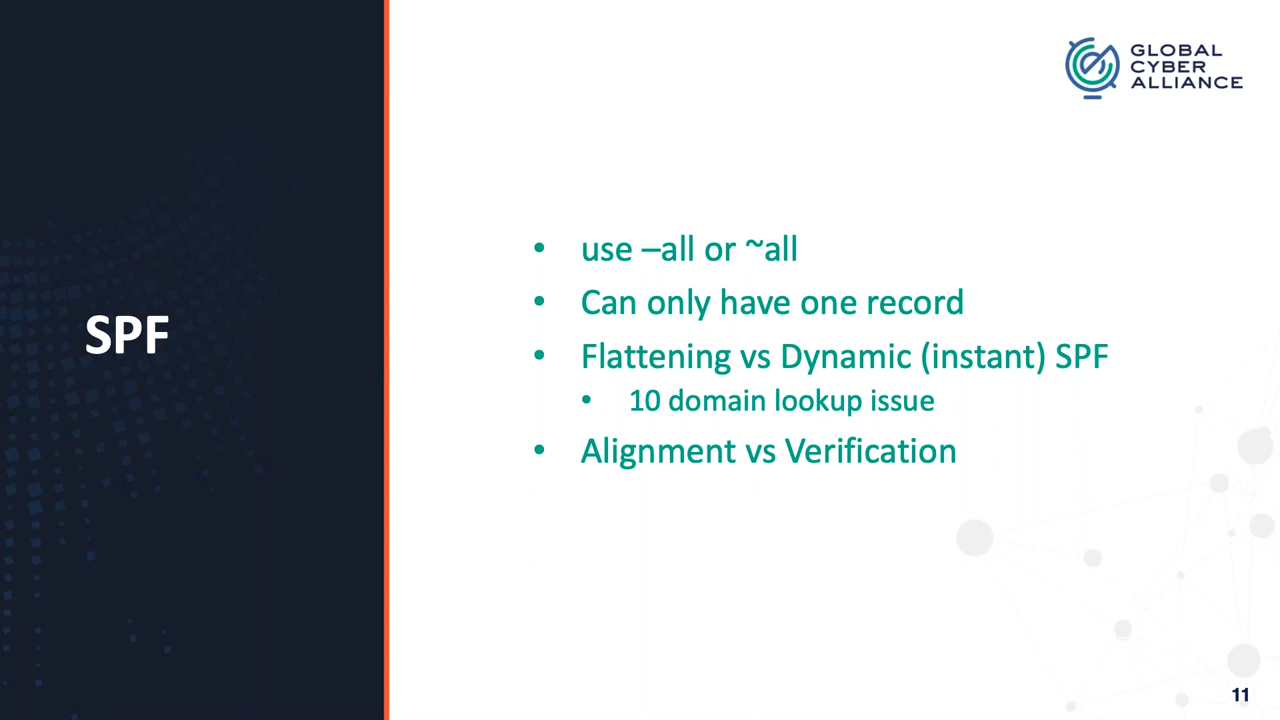 GLOBAL
CYBER
ALLIANCE
SPF
• use –all or ~all
• Can only have one record
• Flattening vs Dynamic (instant) SPF
• 10 domain lookup issue
• Alignment vs Verification
11